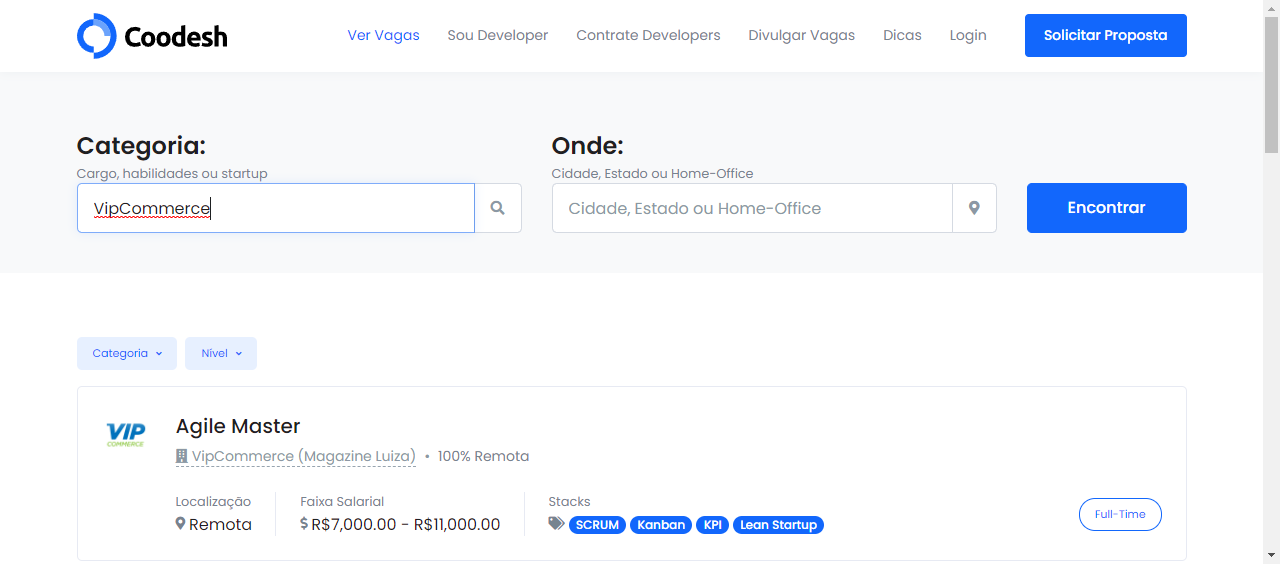 Coodesh Ver Vagas Sou Developer Contrate Developers Divulgar Vagas Dicas Login Solicitar Proposta
Categoria: Onde:
Cargo, habilidades ou startup Cidade, Estado ou Home-Office
VipCommerce Cidade, Estado ou Home-Office Encontrar
Categoria Nível
VIP
COMMERCE
Agile Master
VipCommerce (Magazine Luiza) • 100% Remota
Localização Faixa Salarial Stacks
Remota R$7,000.00 - R$11,000.00 SCRUM Kanban KPI Lean Startup Full-Time